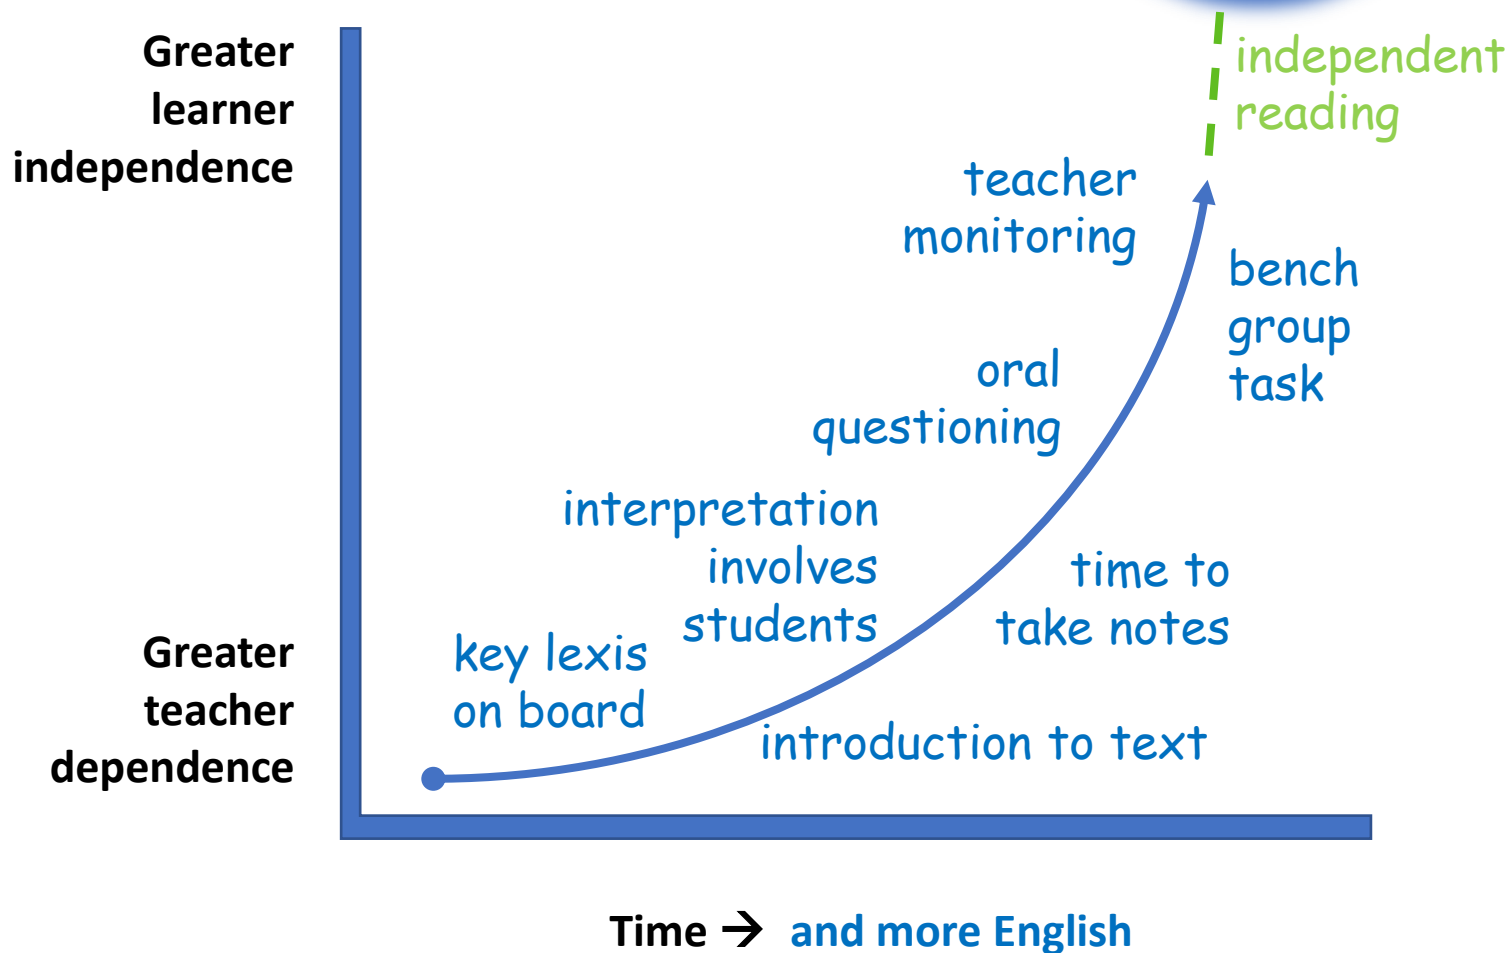 Greater
learner
independence
independent
reading
teacher
monitoring
bench
group
task
oral
questioning
interpretation
involves
students
time to
take notes
key lexis
on board
introduction to text
Greater
teacher
dependence
Time → and more English